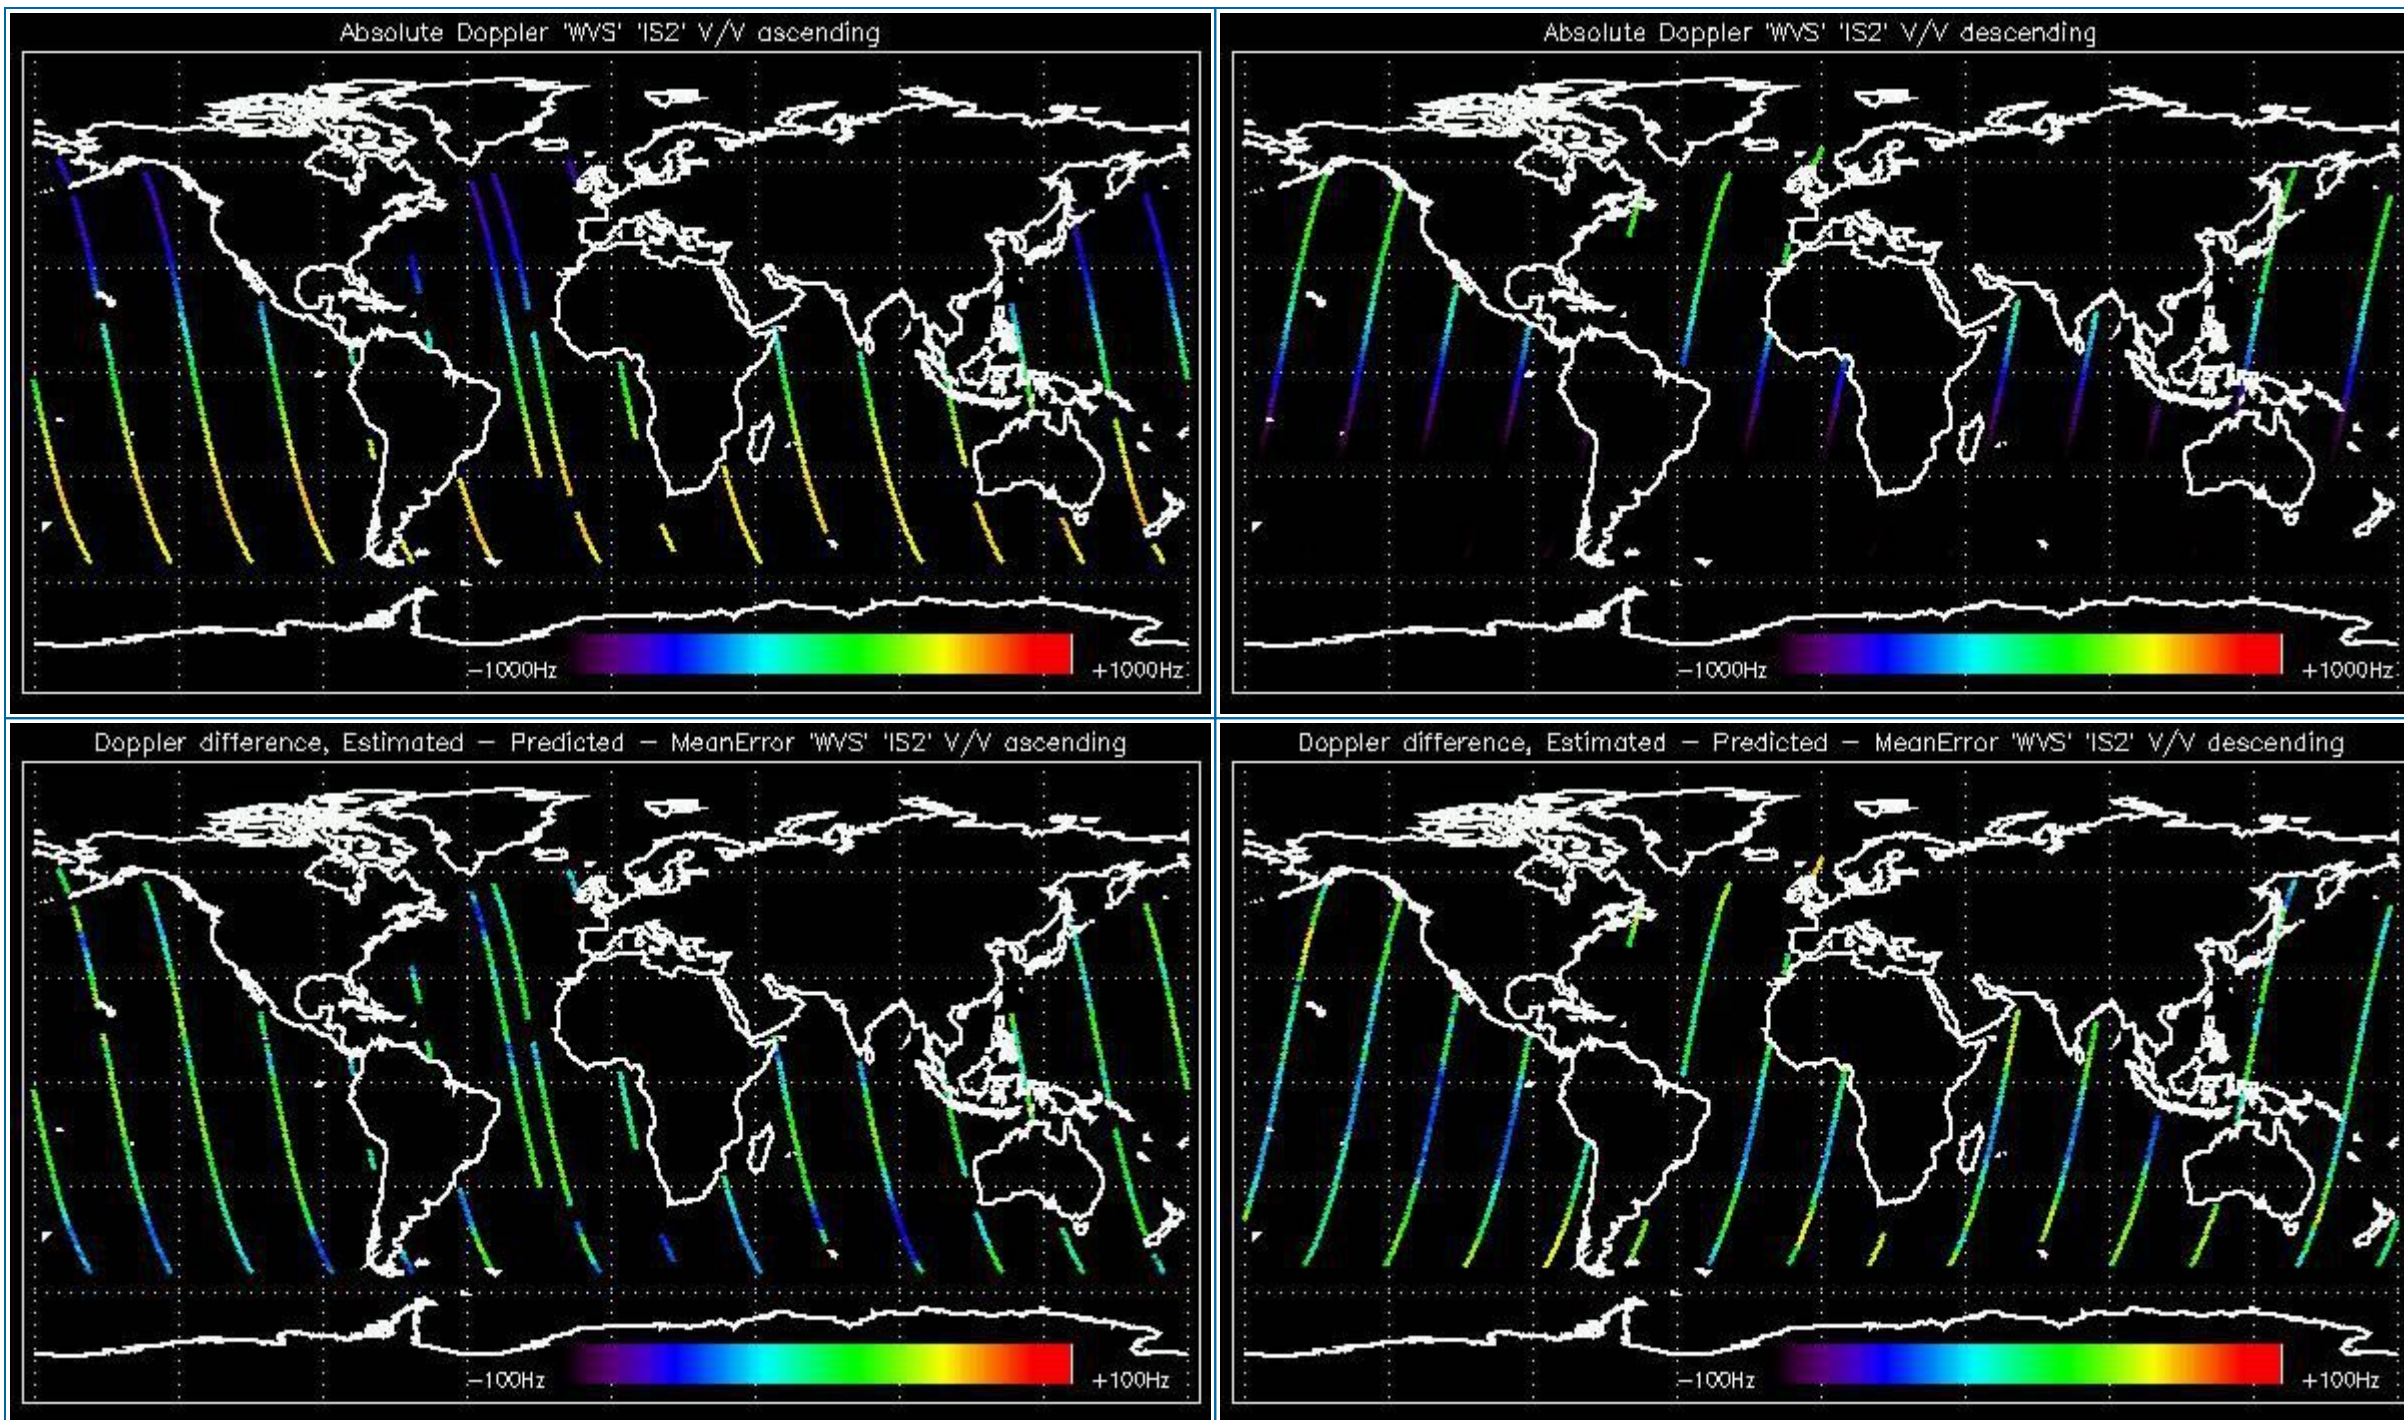 Absolute Doppler 'WVS' 'IS2' V/V ascending
-1000Hz
+1000Hz
Absolute Doppler 'WVS' 'IS2' V/V descending
-1000Hz
+1000Hz
Doppler difference, Estimated - Predicted - MeanError 'WVS' 'IS2' V/V ascending
-100Hz
+100Hz
Doppler difference, Estimated - Predicted - MeanError 'WVS' 'IS2' V/V descending
-100Hz
+100Hz